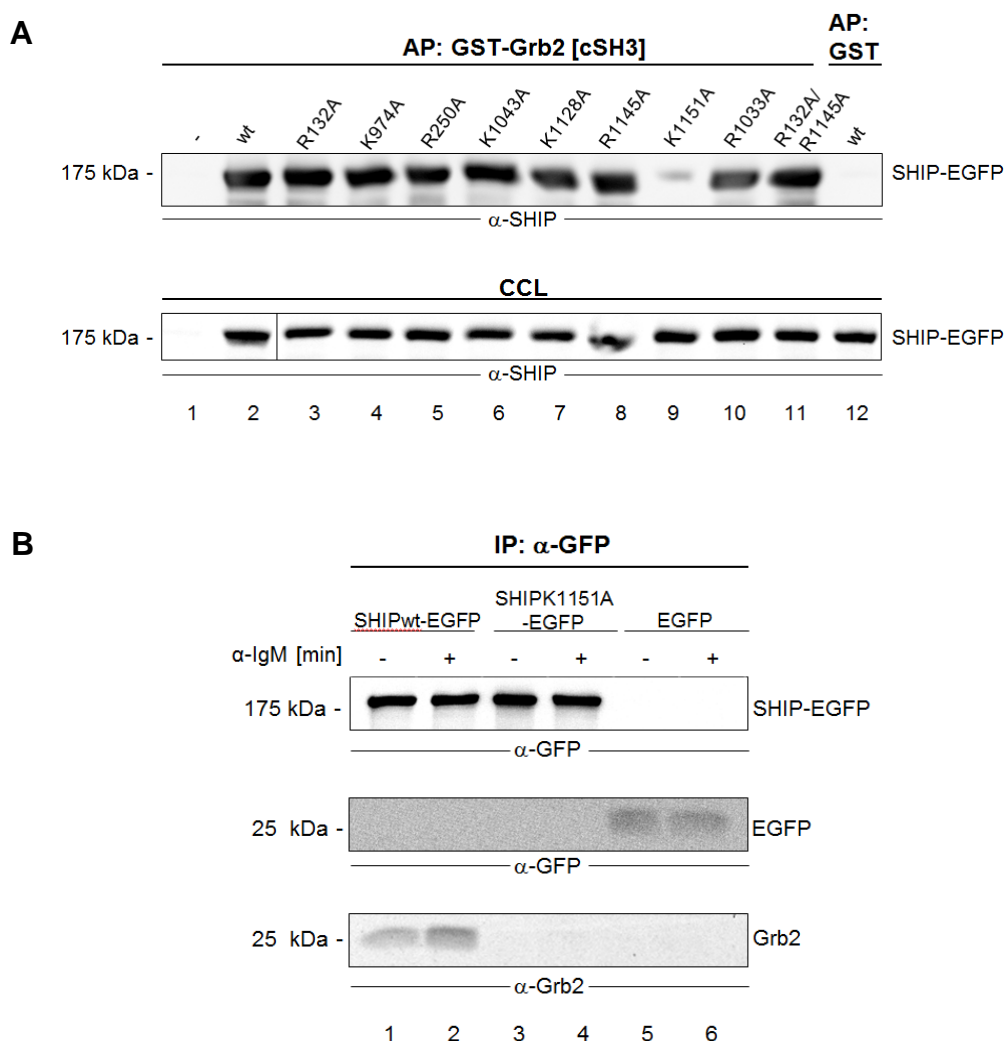 A
AP: GST-Grb2 [cSH3]
AP:
GST
-
wt
R132A
K974A
R250A
K1043A
K1128A
R1145A
K1151A
R1033A
R132A/
R1145A
wt
175 kDa -
SHIP-EGFP
α-SHIP
CCL
175 kDa -
SHIP-EGFP
α-SHIP
1 2 3 4 5 6 7 8 9 10 11 12
B
IP: α-GFP
SHIPwt-EGFP
SHIPK1151A
-EGFP
EGFP
α-IgM [min] - + - + - +
175 kDa -
SHIP-EGFP
α-GFP
25 kDa -
EGFP
α-GFP
25 kDa -
Grb2
α-Grb2
1 2 3 4 5 6